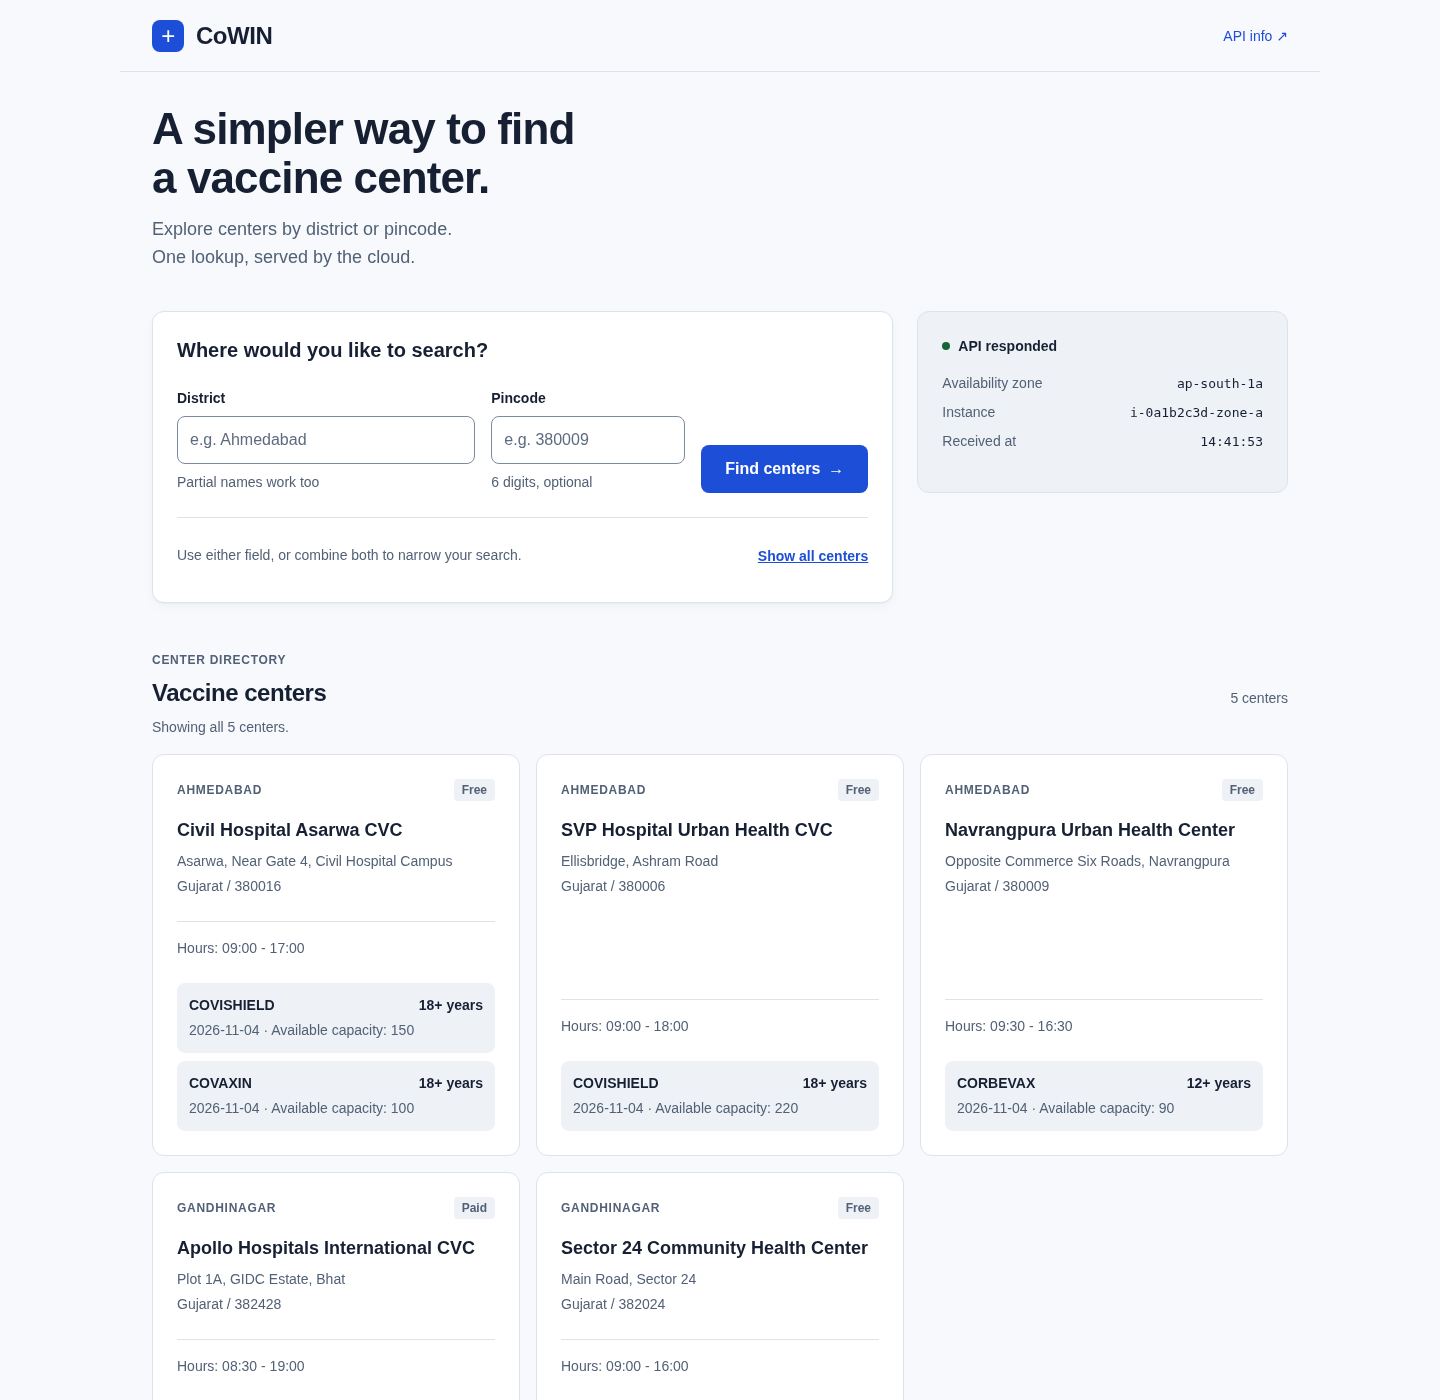 + CoWIN
API info ↗
A simpler way to find
a vaccine center.
Explore centers by district or pincode.
One lookup, served by the cloud.
Where would you like to search?
District
Pincode
e.g. Ahmedabad
e.g. 380009
Find centers →
Partial names work too
6 digits, optional
Use either field, or combine both to narrow your search.
Show all centers
API responded
Availability zone
ap-south-1a
Instance
i-0a1b2c3d-zone-a
Received at
14:41:53
CENTER DIRECTORY
Vaccine centers
5 centers
Showing all 5 centers.
AHMEDABAD
Free
Civil Hospital Asarwa CVC
Asarwa, Near Gate 4, Civil Hospital Campus
Gujarat / 380016
Hours: 09:00 - 17:00
COVISHIELD
18+ years
2026-11-04 · Available capacity: 150
COVAXIN
18+ years
2026-11-04 · Available capacity: 100
AHMEDABAD
Free
SVP Hospital Urban Health CVC
Ellisbridge, Ashram Road
Gujarat / 380006
Hours: 09:00 - 18:00
COVISHIELD
18+ years
2026-11-04 · Available capacity: 220
AHMEDABAD
Free
Navrangpura Urban Health Center
Opposite Commerce Six Roads, Navrangpura
Gujarat / 380009
Hours: 09:30 - 16:30
CORBEVAX
12+ years
2026-11-04 · Available capacity: 90
GANDHINAGAR
Paid
Apollo Hospitals International CVC
Plot 1A, GIDC Estate, Bhat
Gujarat / 382428
Hours: 08:30 - 19:00
GANDHINAGAR
Free
Sector 24 Community Health Center
Main Road, Sector 24
Gujarat / 382024
Hours: 09:00 - 16:00